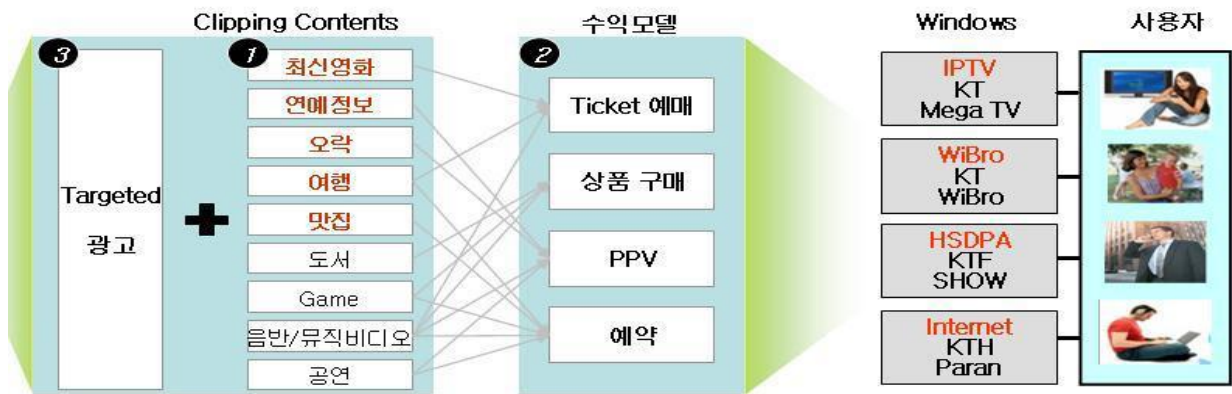 Clipping Contents
수익모델
Windows
사용자
3
1
2
Targeted
광고
최신영화
연예정보
오락
여행
맛집
도서
Game
음반/뮤직비디오
공연
Ticket 예매
상품 구매
PPV
예약
IPTV
KT
Mega TV
WiBro
KT
WiBro
HSDPA
KTF
SHOW
Internet
KTH
Paran